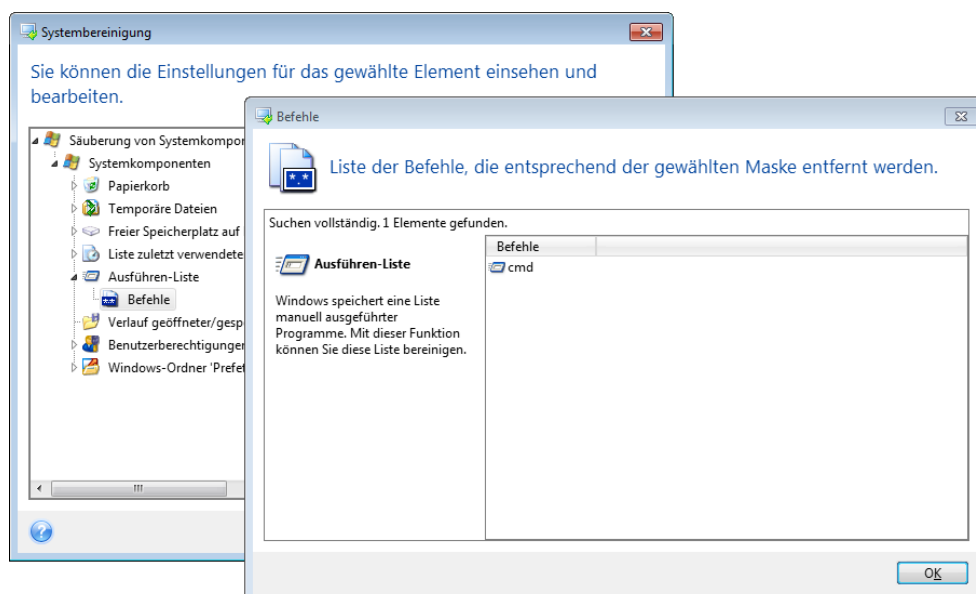 Systembereinigung
Sie können die Einstellungen für das gewählte Element einsehen und
bearbeiten.
Säuberung von Systemkompor
Systemkomponenten
Papierkorb
Temporäre Dateien
Freier Speicherplatz auf
Liste zuletzt verwendete
Ausführen-Liste
Befehle
Verlauf geöffneter/gesp
Benutzerberechtigunger
Windows-Ordner 'Prefet
Befehle
Liste der Befehle, die entsprechend der gewählten Maske entfernt werden.
Suchen vollständig. 1 Elemente gefunden.
Ausführen-Liste
Windows speichert eine Liste
manuell ausgeführter
Programme. Mit dieser Funktion
können Sie diese Liste bereinigen.
Befehle
cmd
OK